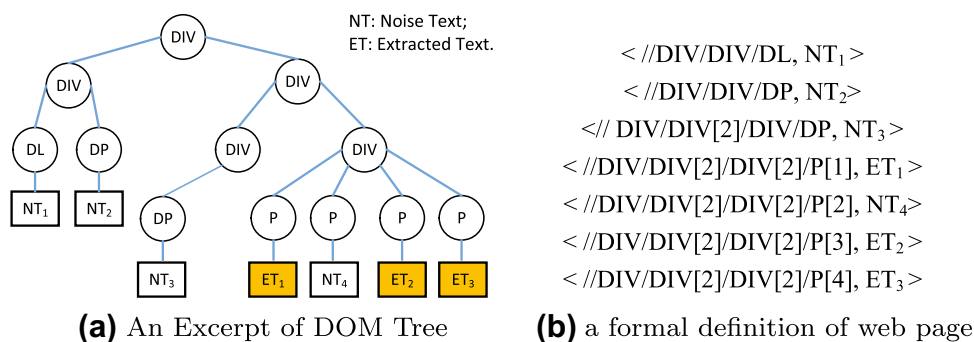 NT: Noise Text;
ET: Extracted Text.
DIV
DIV
DIV
DL
DP
DIV
DIV
NT₁
NT₂
DP
P
P
P
P
NT₃
ET₁
NT₄
ET₂
ET₃
(a) An Excerpt of DOM Tree
< //DIV/DIV/DL, NT₁>
< //DIV/DIV/DP, NT₂>
<// DIV/DIV[2]/DIV/DP, NT₃>
< //DIV/DIV[2]/DIV[2]/P[1], ET₁>
< //DIV/DIV[2]/DIV[2]/P[2], NT₄>
< //DIV/DIV[2]/DIV[2]/P[3], ET₂>
< //DIV/DIV[2]/DIV[2]/P[4], ET₃>
(b) a formal definition of web page